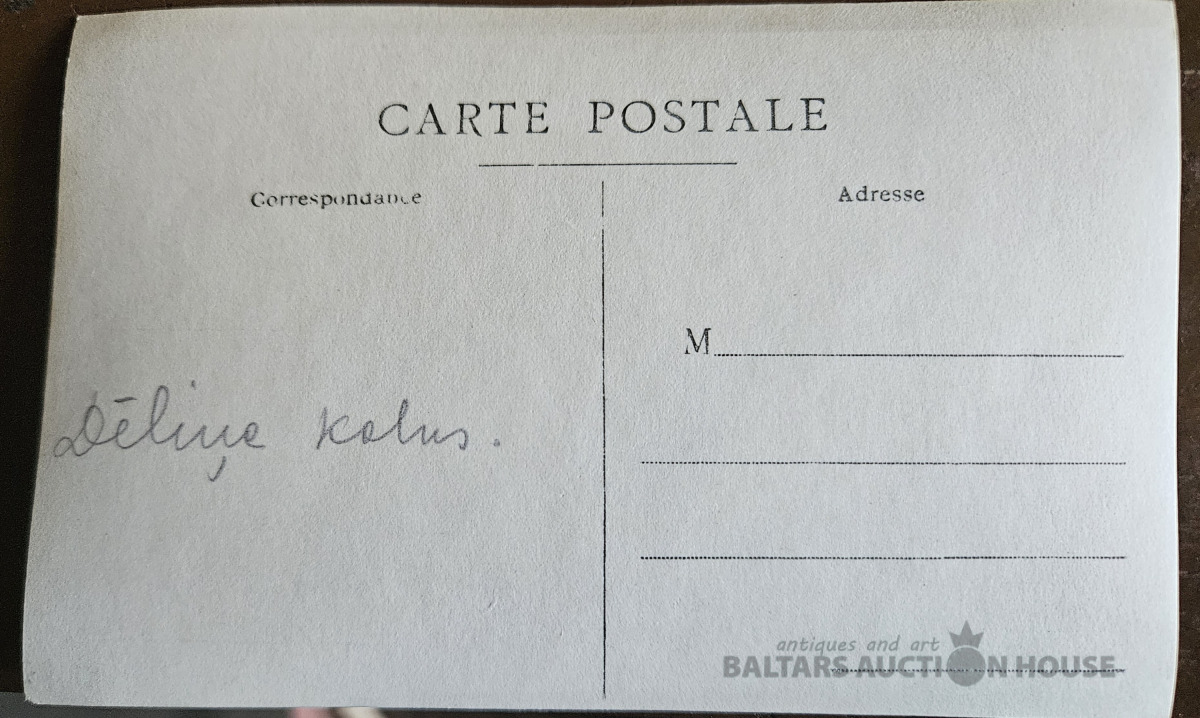 CARTE POSTALE
Correspondance
Adresse
M
Dēliņa kalns.
antiques and art
BALTARS AUCTION HOUSE